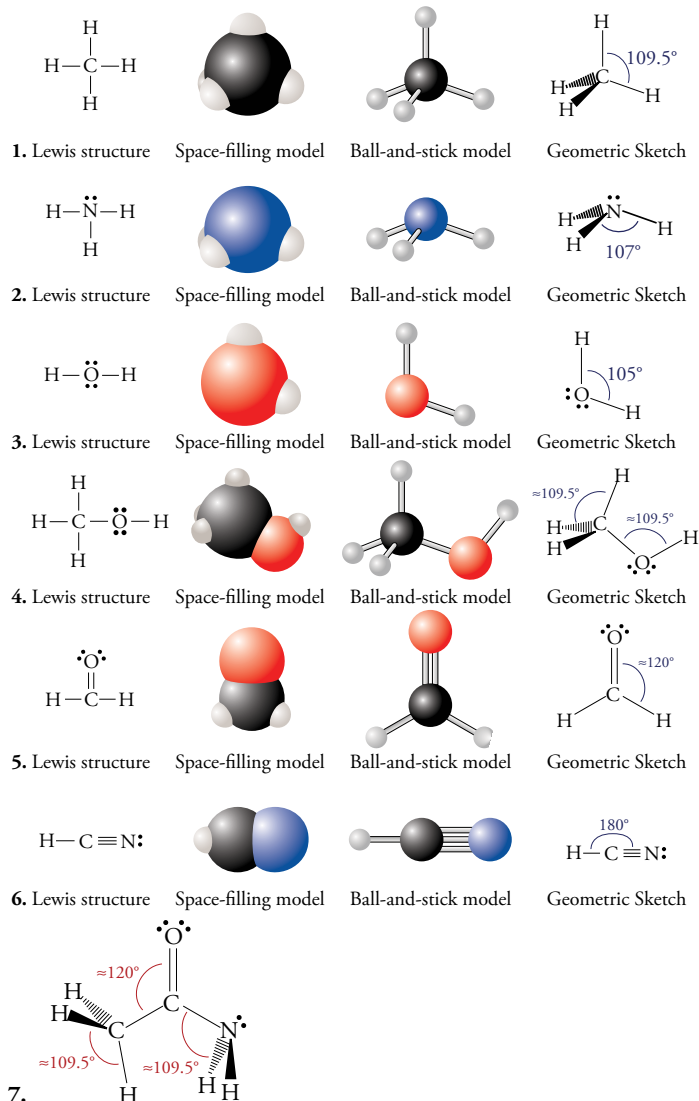 H
H—C—H
H
H
C
H
H
H
109.5°
1. Lewis structure Space-filling model Ball-and-stick model Geometric Sketch
H—N—H
H
H
N
H
H
107°
2. Lewis structure Space-filling model Ball-and-stick model Geometric Sketch
H—O—H
H
O
H
105°
3. Lewis structure Space-filling model Ball-and-stick model Geometric Sketch
H
H—C—O—H
H
H
≈109.5°
≈109.5°
H
C
H
H
O
4. Lewis structure Space-filling model Ball-and-stick model Geometric Sketch
O
H—C—H
O
≈120°
C
H
H
5. Lewis structure Space-filling model Ball-and-stick model Geometric Sketch
H—C≡N:
180°
H—C≡N:
6. Lewis structure Space-filling model Ball-and-stick model Geometric Sketch
O
≈120°
H
H
C
C
N
≈109.5°
≈109.5°
H
H
H
7.